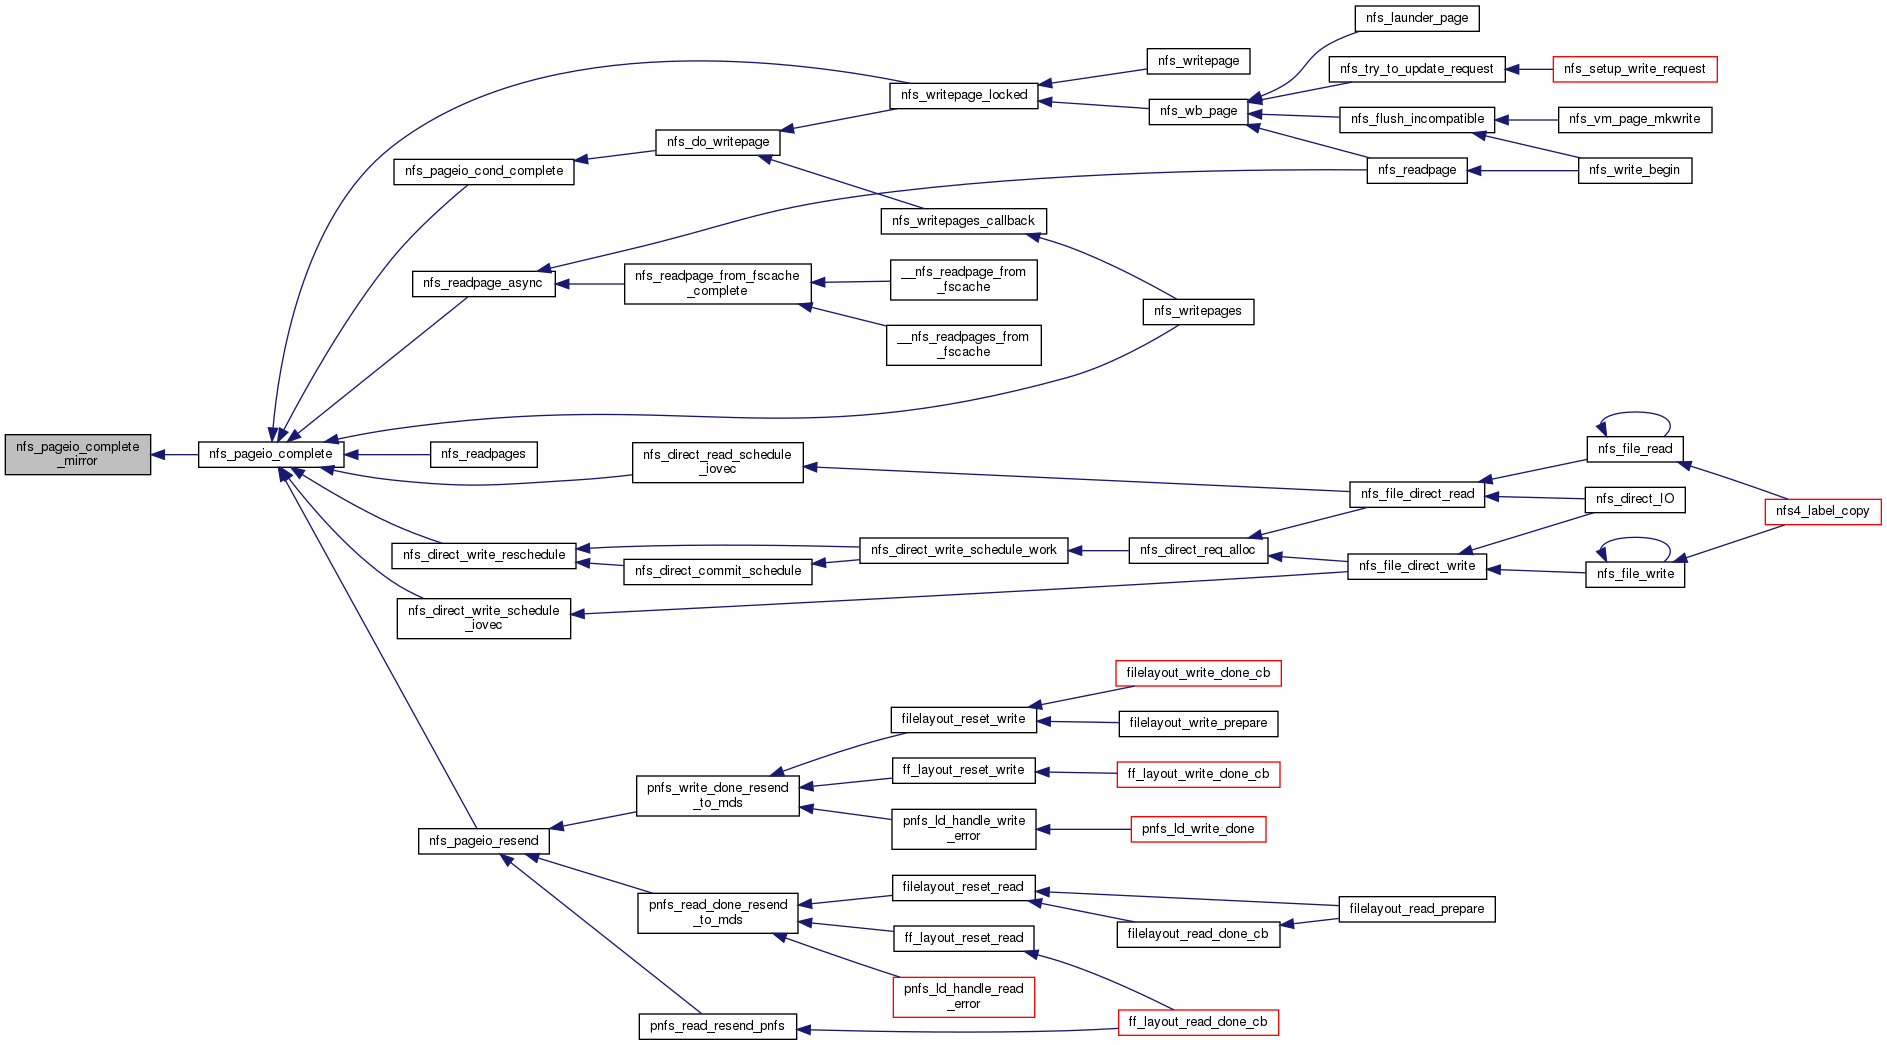 nfs_launder_page
nfs_writepage
nfs_try_to_update_request
nfs_setup_write_request
nfs_writepage_locked
nfs_wb_page
nfs_flush_incompatible
nfs_vm_page_mkwrite
nfs_do_writepage
nfs_pageio_cond_complete
nfs_readpage
nfs_write_begin
nfs_writepages_callback
nfs_readpage_async
nfs_readpage_from_fscache
_complete
__nfs_readpage_from
_fscache
nfs_writepages
__nfs_readpages_from
_fscache
nfs_pageio_complete
_mirror
nfs_pageio_complete
nfs_readpages
nfs_direct_read_schedule
_iovec
nfs_file_read
nfs_file_direct_read
nfs_direct_IO
nfs4_label_copy
nfs_direct_write_reschedule
nfs_direct_write_schedule_work
nfs_direct_req_alloc
nfs_direct_commit_schedule
nfs_file_direct_write
nfs_file_write
nfs_direct_write_schedule
_iovec
filelayout_write_done_cb
filelayout_reset_write
filelayout_write_prepare
ff_layout_reset_write
ff_layout_write_done_cb
pnfs_write_done_resend
_to_mds
pnfs_ld_handle_write
_error
pnfs_ld_write_done
nfs_pageio_resend
filelayout_reset_read
pnfs_read_done_resend
_to_mds
filelayout_read_prepare
filelayout_read_done_cb
ff_layout_reset_read
pnfs_ld_handle_read
_error
pnfs_read_resend_pnfs
ff_layout_read_done_cb